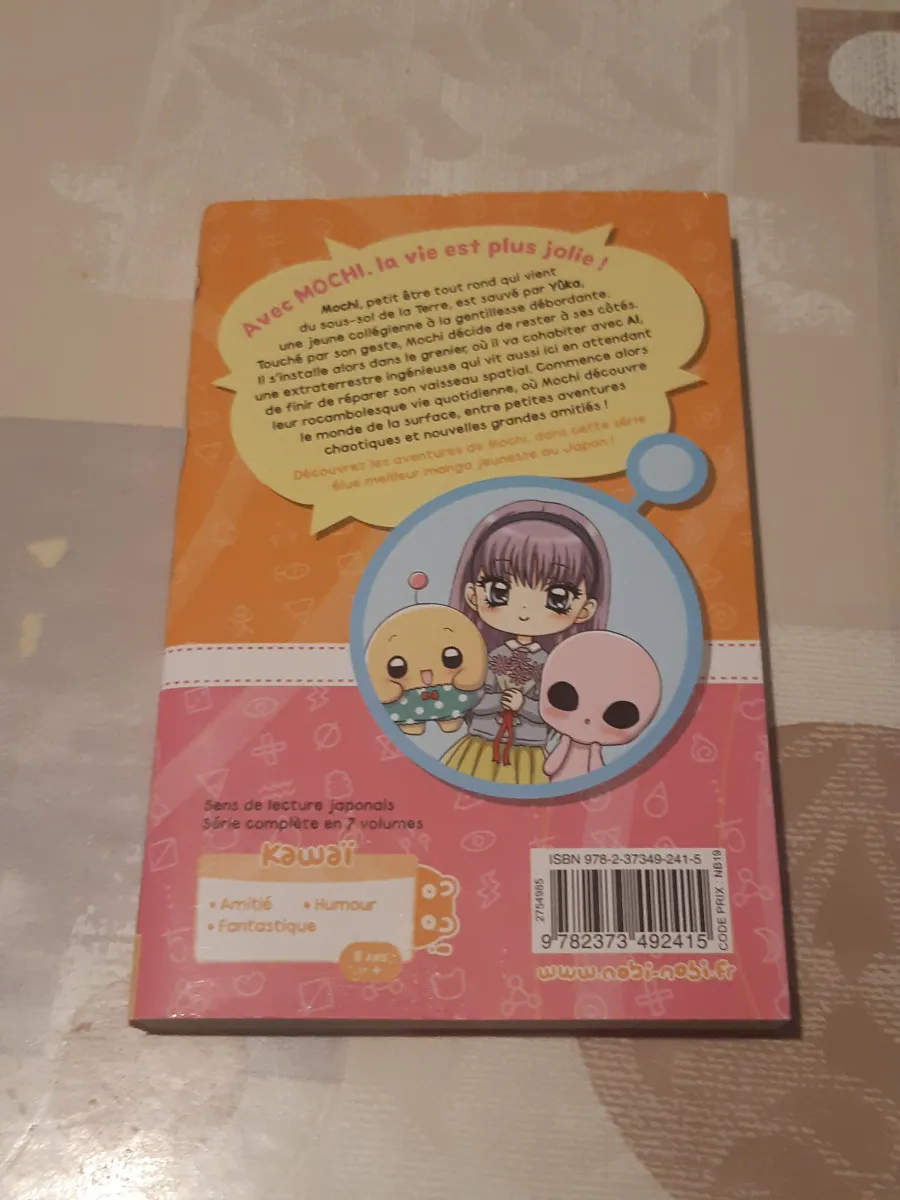 Avec MOCHI, la vie est plus jolie !
Mochi, petit être tout rond qui vient
du sous-sol de la Terre, est sauvé par Yûka,
une jeune collégienne à la gentillesse débordante.
Touché par son geste, Mochi décide de rester à ses côtés.
Il s'installe alors dans le grenier, où il va cohabiter avec AI,
une extraterrestre ingénieuse qui vit aussi ici en attendant
de finir de réparer son vaisseau spatial. Commence alors
leur rocambolesque vie quotidienne, où Mochi découvre
le monde de la surface, entre petites aventures
chaotiques et nouvelles grandes amitiés !
Découvrez les aventures de Mochi, dans cette série
élue meilleur manga jeunesse au Japon !
Sens de lecture japonais
Série complète en 7 volumes
Kawaï
• Amitié • Humour
• Fantastique
8 ANS
et +
ISBN 978-2-37349-241-5
2754985
9 782373 492415
CODE PRIX : NB19
www.nobi-nobi.fr